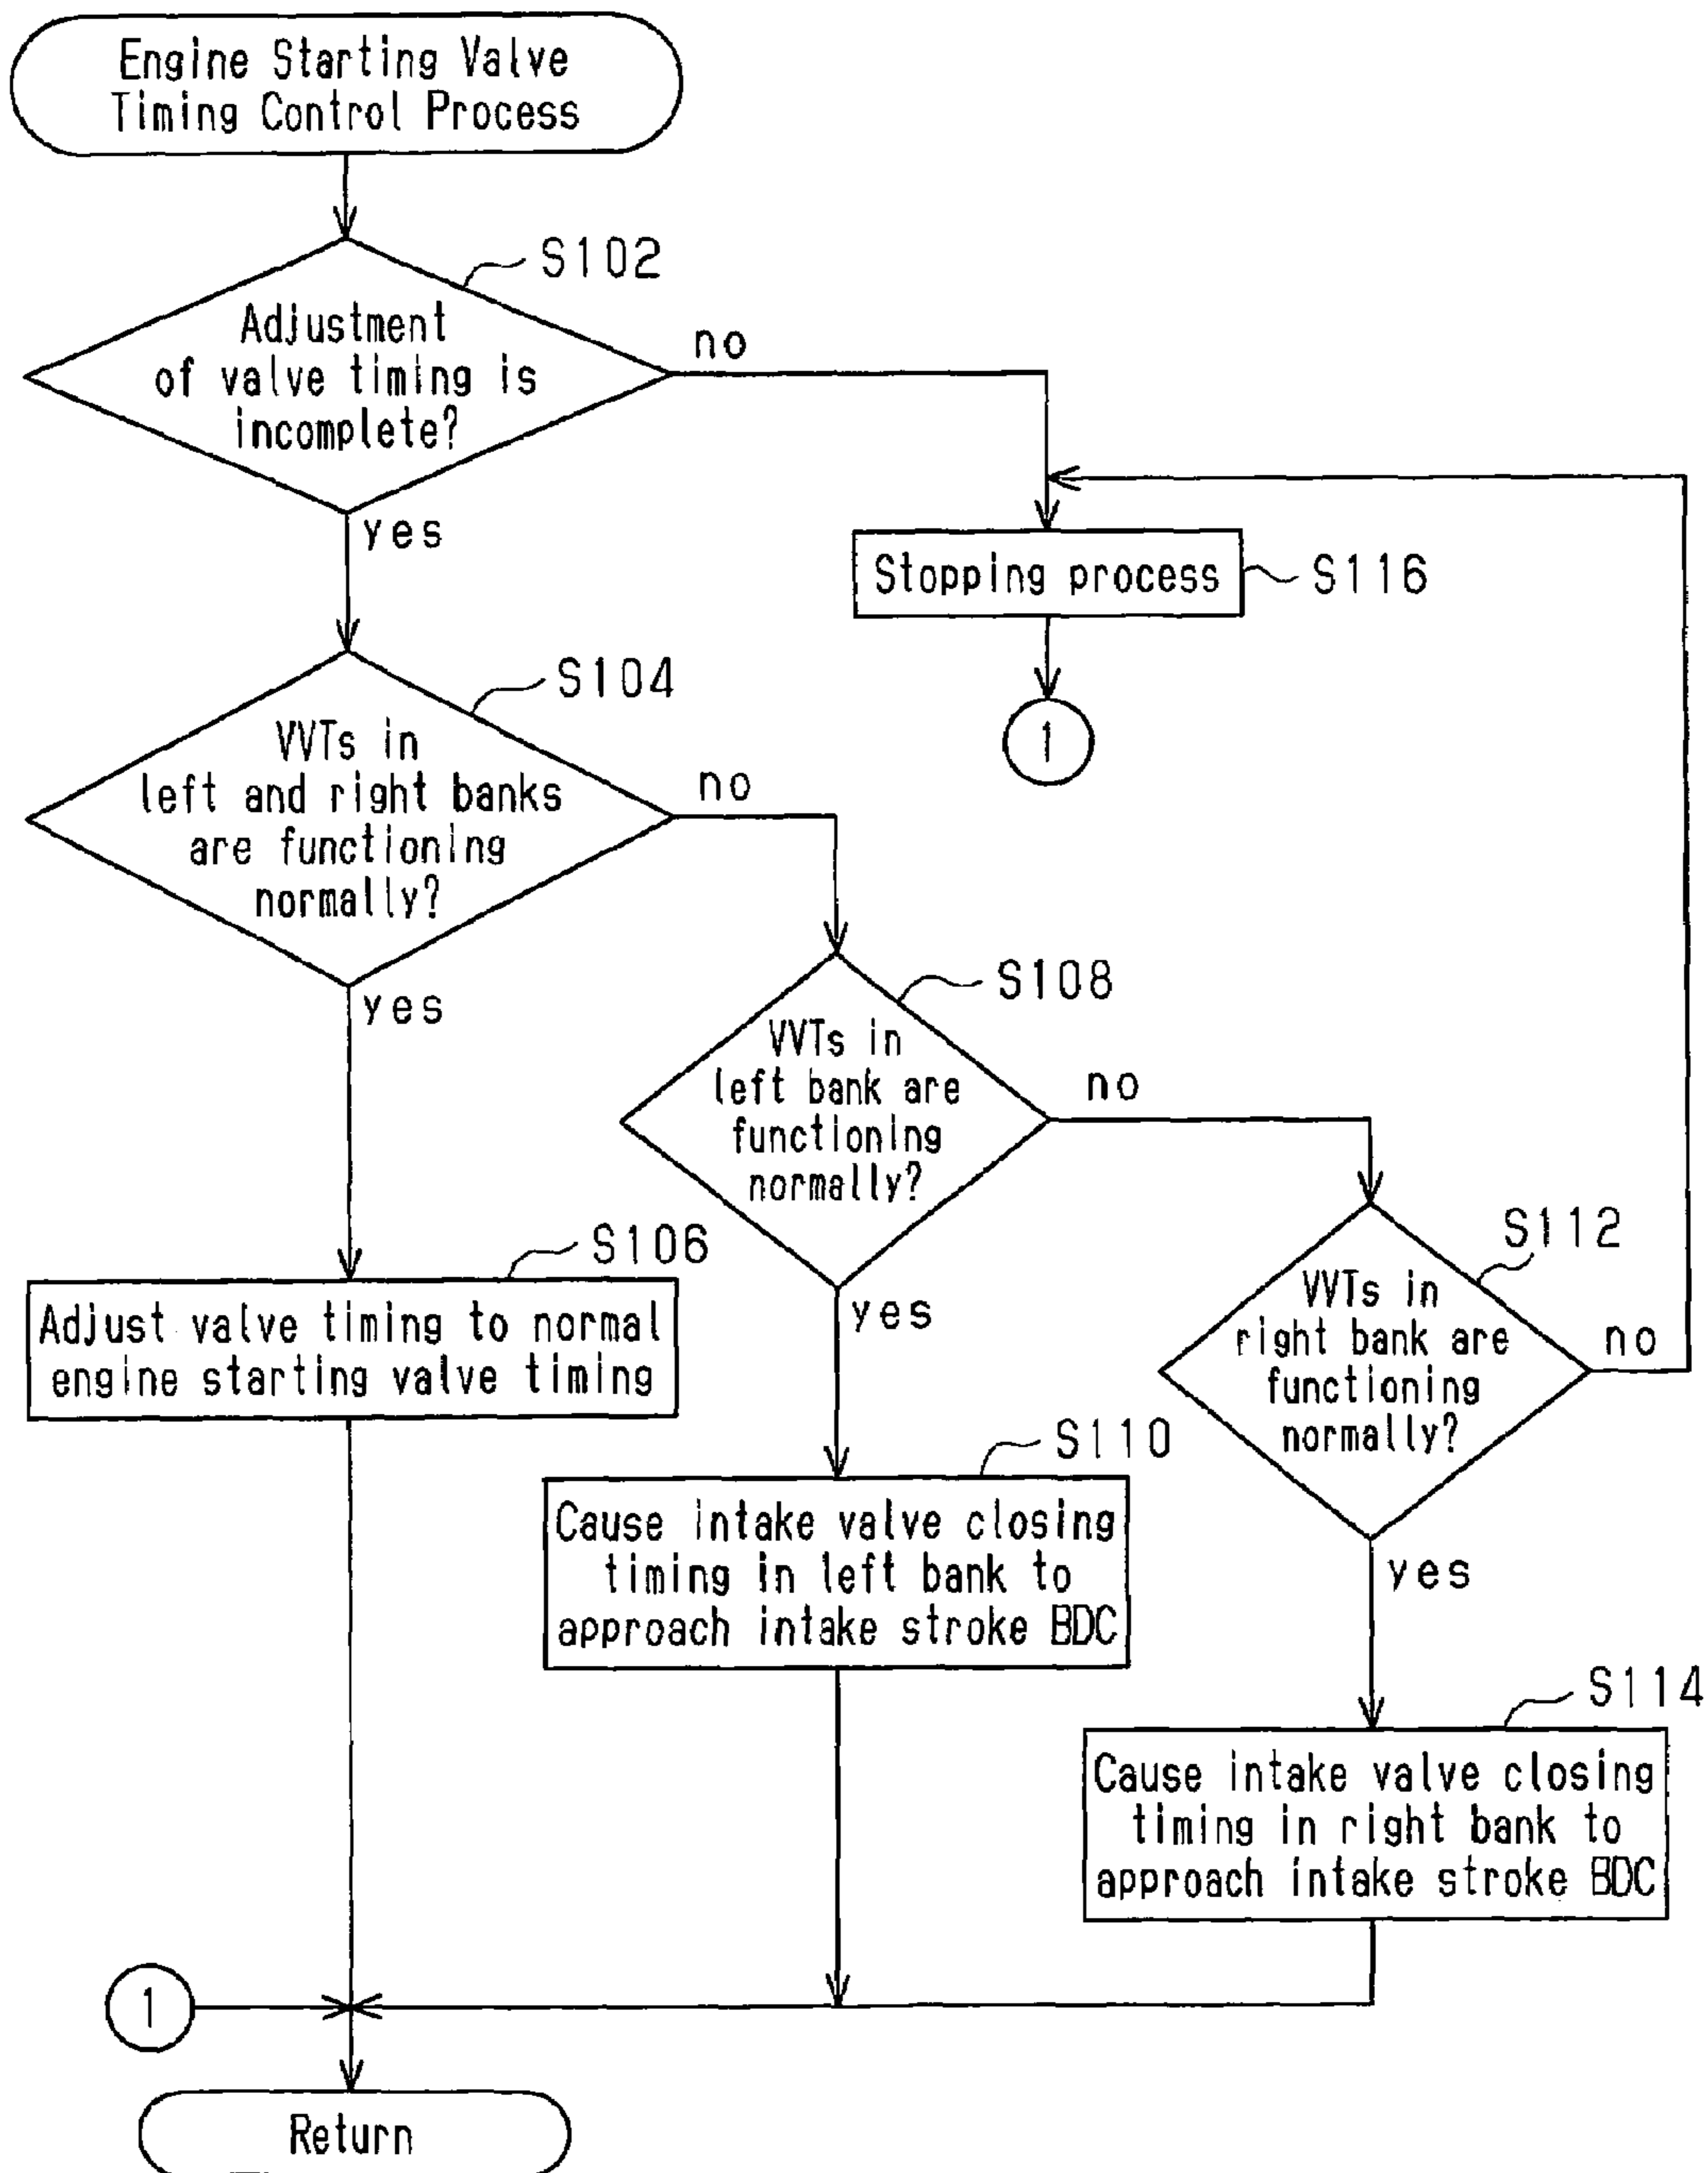 Engine Starting Valve
Timing Control Process
S102
Adjustment
of valve timing is
incomplete?
no
yes
Stopping process
S116
1
S104
VVTs in
left and right banks
are functioning
normally?
no
yes
S108
VVTs in
left bank are
functioning
normally?
no
yes
S112
VVTs in
right bank are
functioning
normally?
no
yes
S106
Adjust valve timing to normal
engine starting valve timing
S110
Cause intake valve closing
timing in left bank to
approach intake stroke BDC
S114
Cause intake valve closing
timing in right bank to
approach intake stroke BDC
1
Return